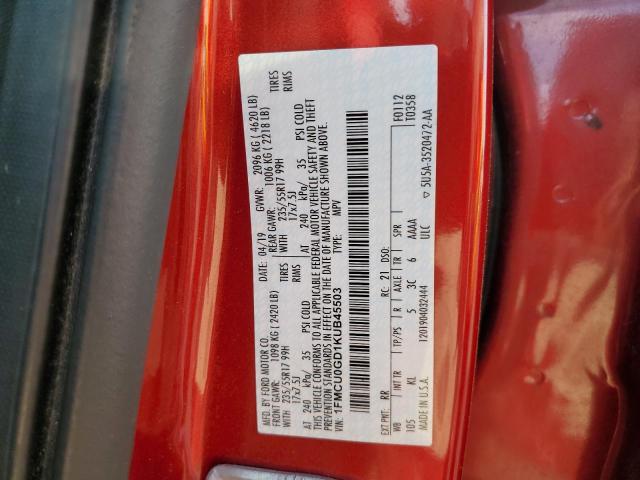 MFD. BY FORD MOTOR CO.
DATE: 04/19 GVWR: 2096 KG ( 4620 LB)
FRONT GAWR: 1098 KG (2420 LB) REAR GAWR: 1006 KG ( 2218 LB)
WITH TIRES WITH TIRES
235/55R17 99H RIMS 235/55R17 99H RIMS
17x7.5J 17x7.5J
AT 240 kPa/ 35 PSI COLD AT 240 kPa/ 35 PSI COLD
THIS VEHICLE CONFORMS TO ALL APPLICABLE FEDERAL MOTOR VEHICLE SAFETY AND THEFT
PREVENTION STANDARDS IN EFFECT ON THE DATE OF MANUFACTURE SHOWN ABOVE.
VIN: 1FMCU0GD1KUB45503 TYPE: MPV
EXT PNT: RR RC: 21 DSO: F0112
WB INT TR TP/PS R AXLE TR SPR T0358
105 KL 5 3C 6 AAAA
ULC
MADE IN U.S.A. 1201904032444 ▽ 5U5A-3520472-AA